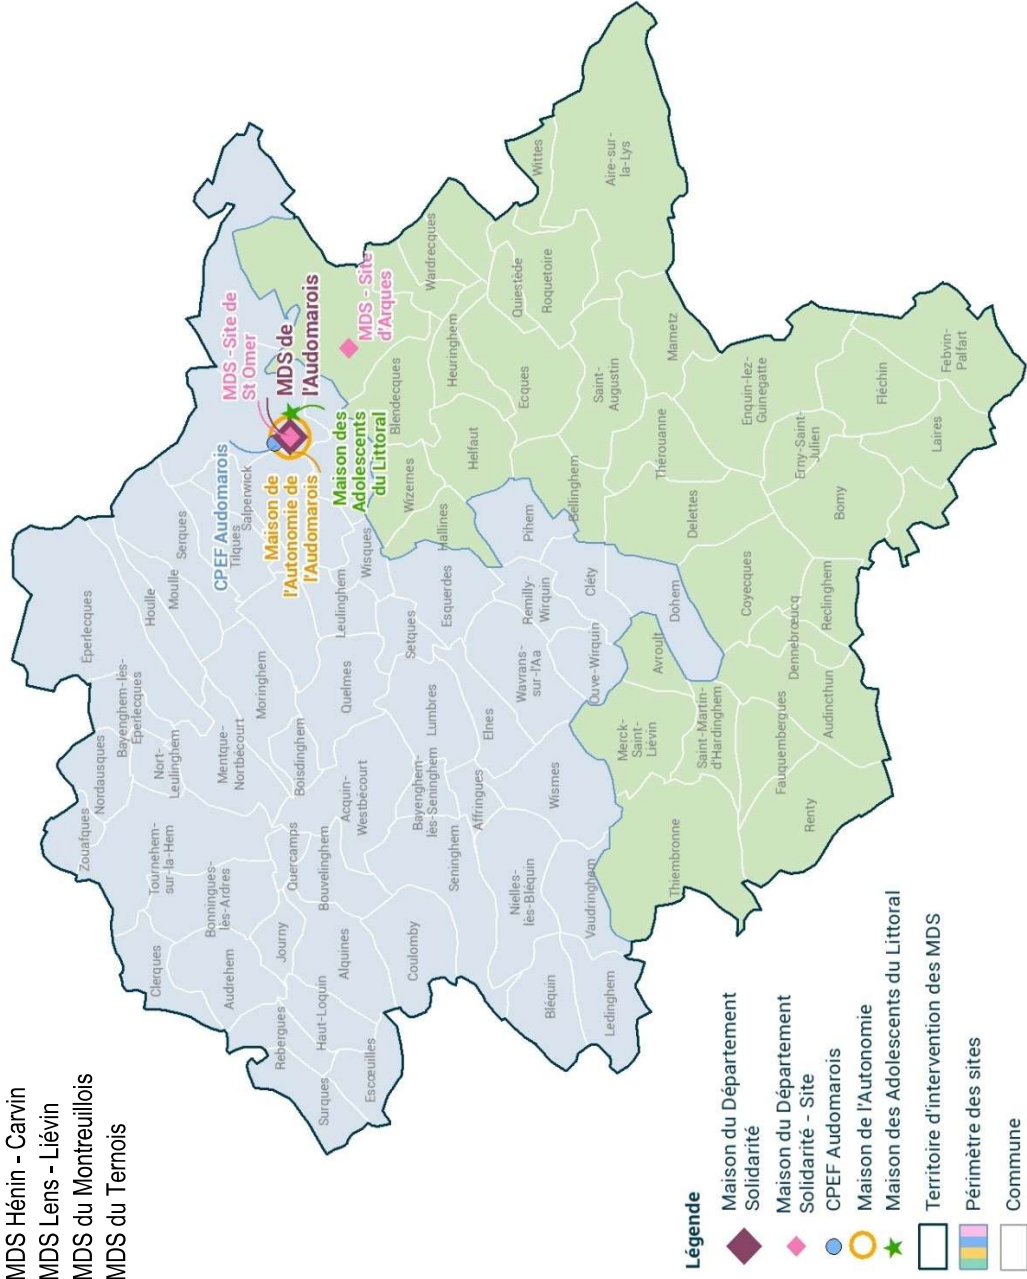 MDS Hénin - Carvin
MDS Lens - Liévin
MDS du Montreuillois
MDS du Ternois
Eperlecques
Zouafques
Nordausques
Bayenghem-les-
Eperlecques
Houlle
Moulle
Serques
Tournehem-
sur-la-Hem
Nort-
Leulinghem
Clerques
Bonningues-
lès-Ardres
Mentque-
Nortbécourt
Moringhem
Tilques
Salperwick
Audrehem
Journy
Quercamps
Boisdinghem
Rebergues
Haut-Loquin
Alquines
Bouvelinghem
Acquin-
Westbécourt
Quelmes
Leulinghem
Wisques
Surques
Escœuilles
Coulomby
Bayenghem-
lès-Seninghem
Seninghem
Lumbres
Setques
Esquerdes
Hallines
Wizernes
Blendecques
Wardrecques
Affringues
Elnes
Helfaut
Heuringhem
Nielles-
lès-Bléquin
Wismes
Wavrans-
sur-l'Aa
Remilly-
Wirquin
Pihem
Ecques
Quiestède
Roquetoire
Wittes
Bléquin
Vaudringhem
Ouve-Wirquin
Cléty
Bellinghem
Saint-
Augustin
Aire-sur-
la-Lys
Ledinghem
Merck-
Saint-
Liévin
Avroult
Dohem
Thérouanne
Mametz
Thiembronne
Saint-Martin-
d'Hardinghem
Delettes
Coyecques
Enquin-lez-
Guinegatte
Fauquembergues
Dennebrœucq
Erny-Saint-
Julien
Renty
Audincthun
Reclinghem
Bomy
Fléchin
Laires
Febvin-
Palfart
CPEF Audomarois
MDS - Site de
St Omer
MDS de
l'Audomarois
MDS - Site
d'Arques
Maison de
l'Autonomie de
l'Audomarois
Maison des
Adolescents
du Littoral
Légende
Maison du Département
Solidarité
Maison du Département
Solidarité - Site
CPEF Audomarois
Maison de l'Autonomie
Maison des Adolescents du Littoral
Territoire d'intervention des MDS
Périmètre des sites
Commune